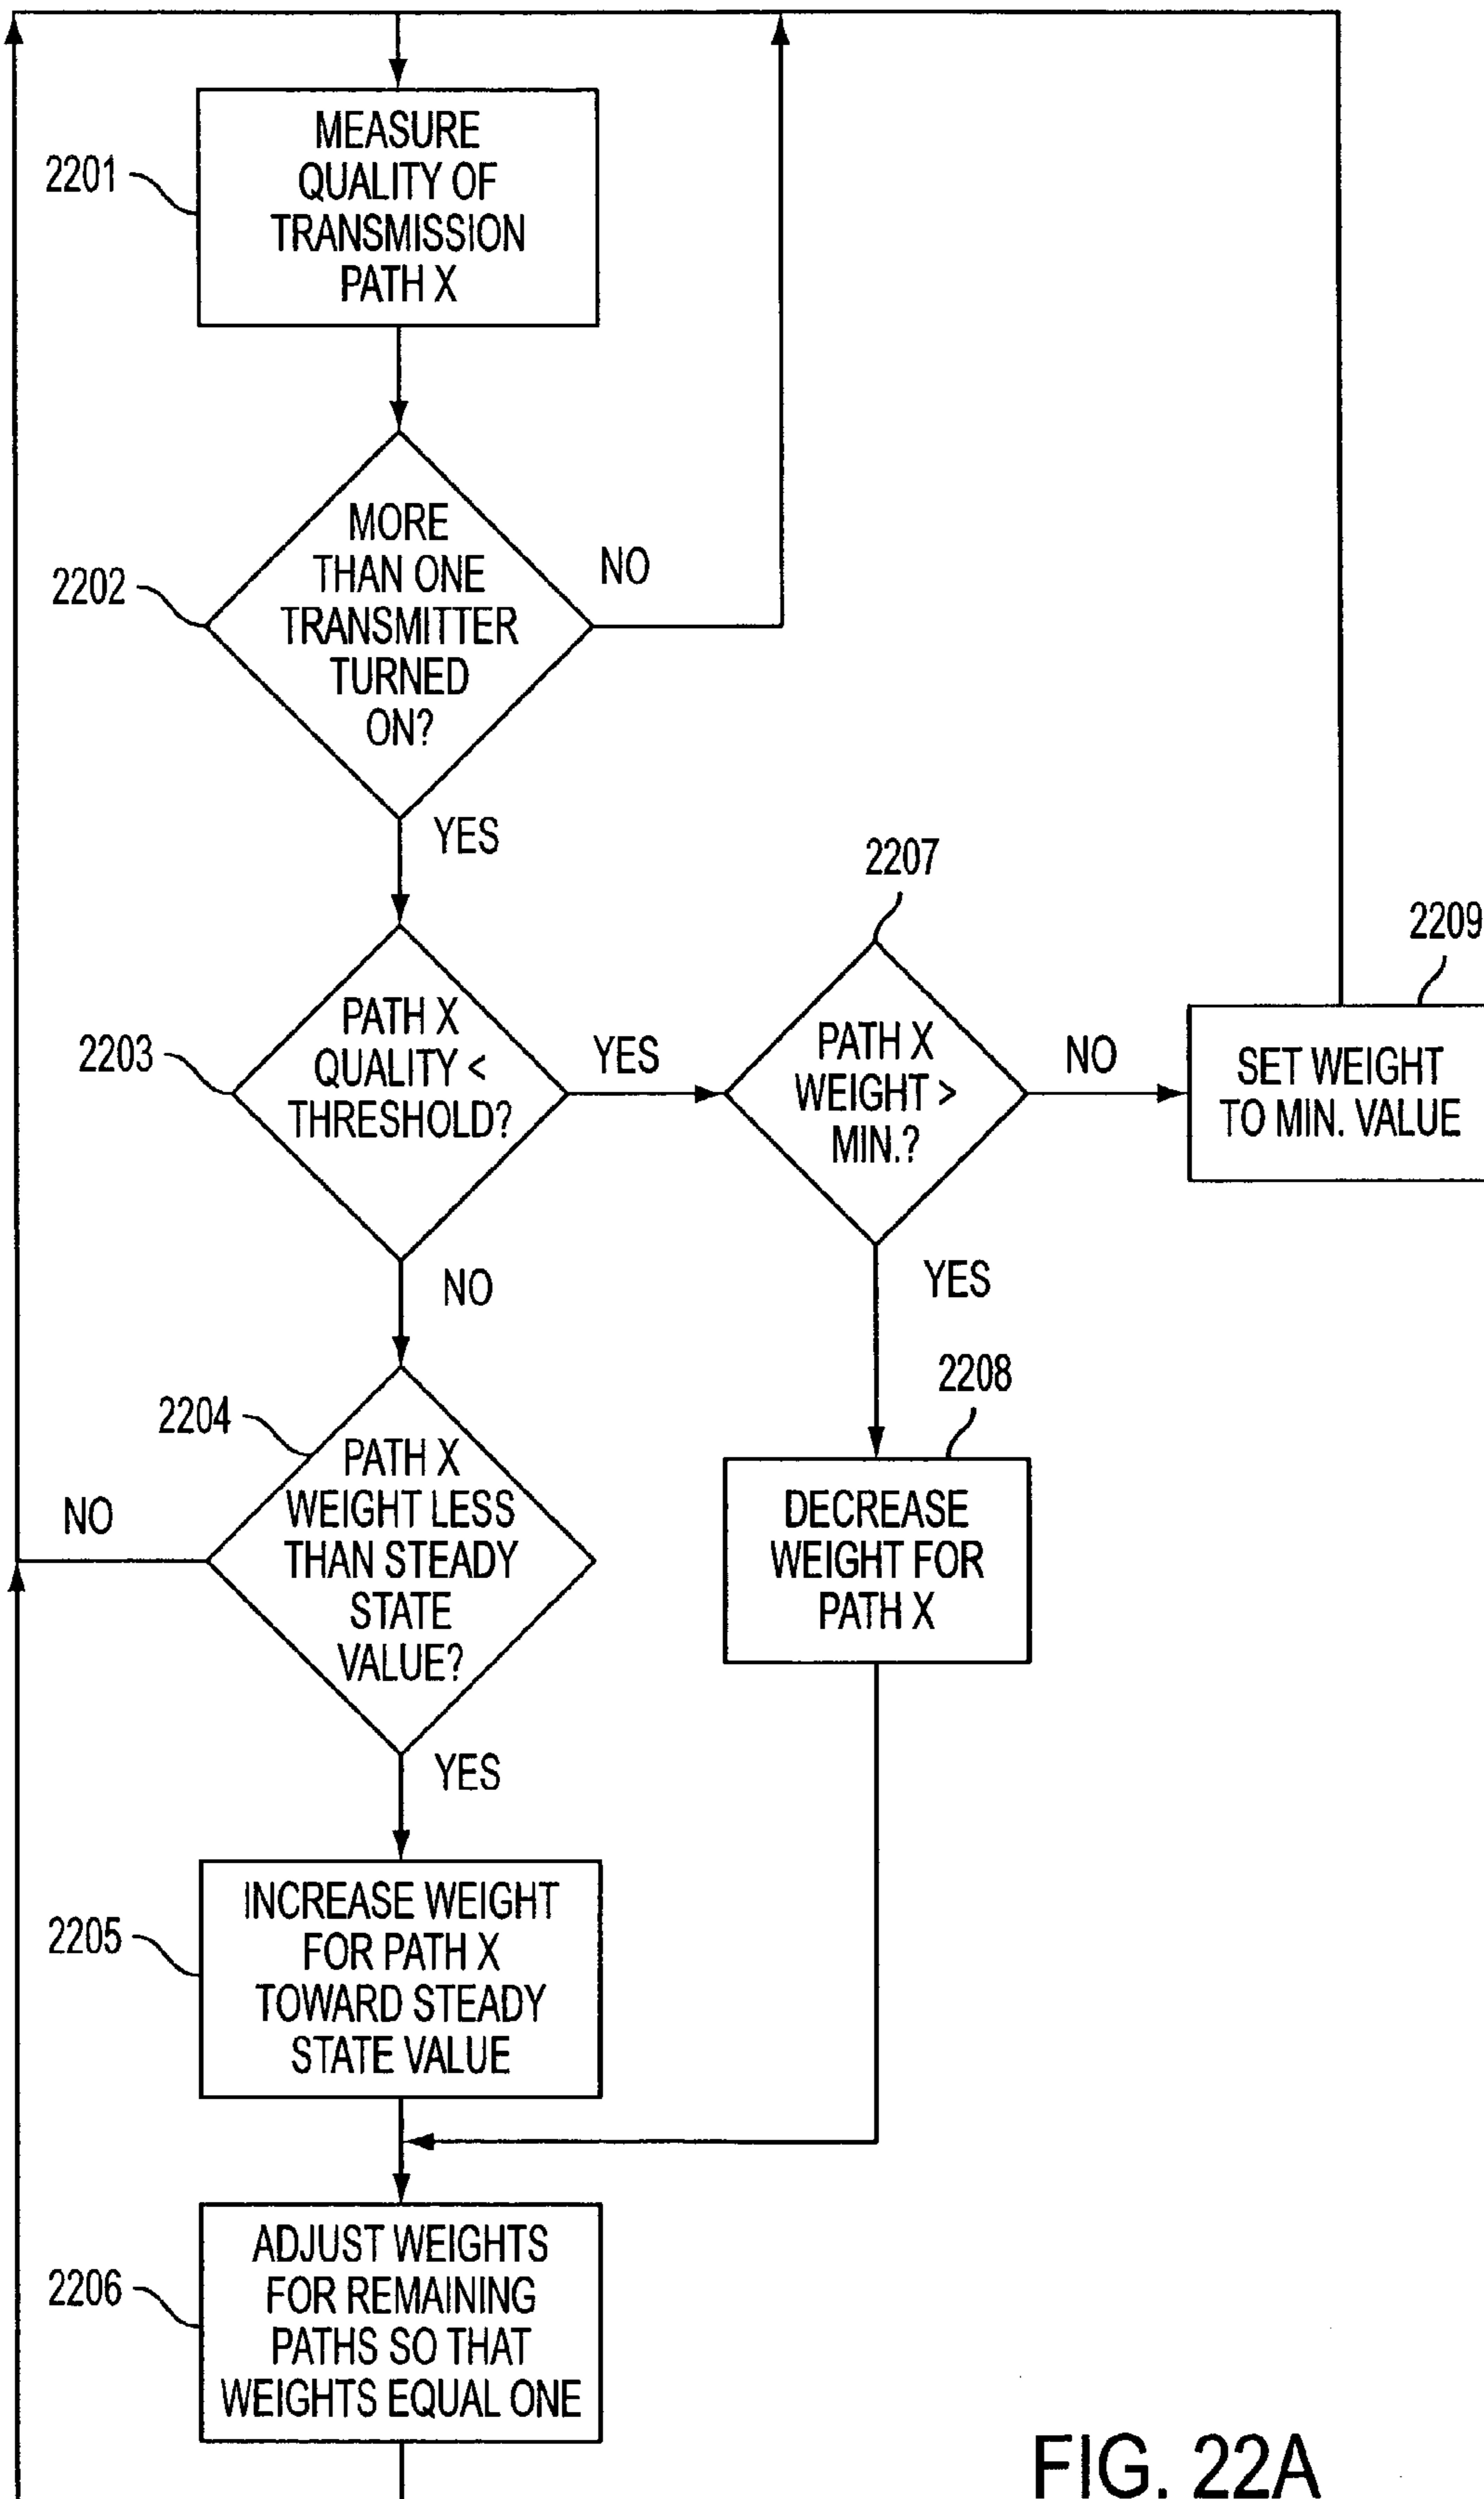 2201
MEASURE
QUALITY OF
TRANSMISSION
PATH X
2202
MORE
THAN ONE
TRANSMITTER
TURNED
ON?
NO
YES
2203
PATH X
QUALITY <
THRESHOLD?
YES
2207
PATH X
WEIGHT >
MIN.?
NO
2209
SET WEIGHT
TO MIN. VALUE
NO
YES
2204
PATH X
WEIGHT LESS
THAN STEADY
STATE
VALUE?
NO
2208
DECREASE
WEIGHT FOR
PATH X
YES
2205
INCREASE WEIGHT
FOR PATH X
TOWARD STEADY
STATE VALUE
2206
ADJUST WEIGHTS
FOR REMAINING
PATHS SO THAT
WEIGHTS EQUAL ONE
FIG. 22A